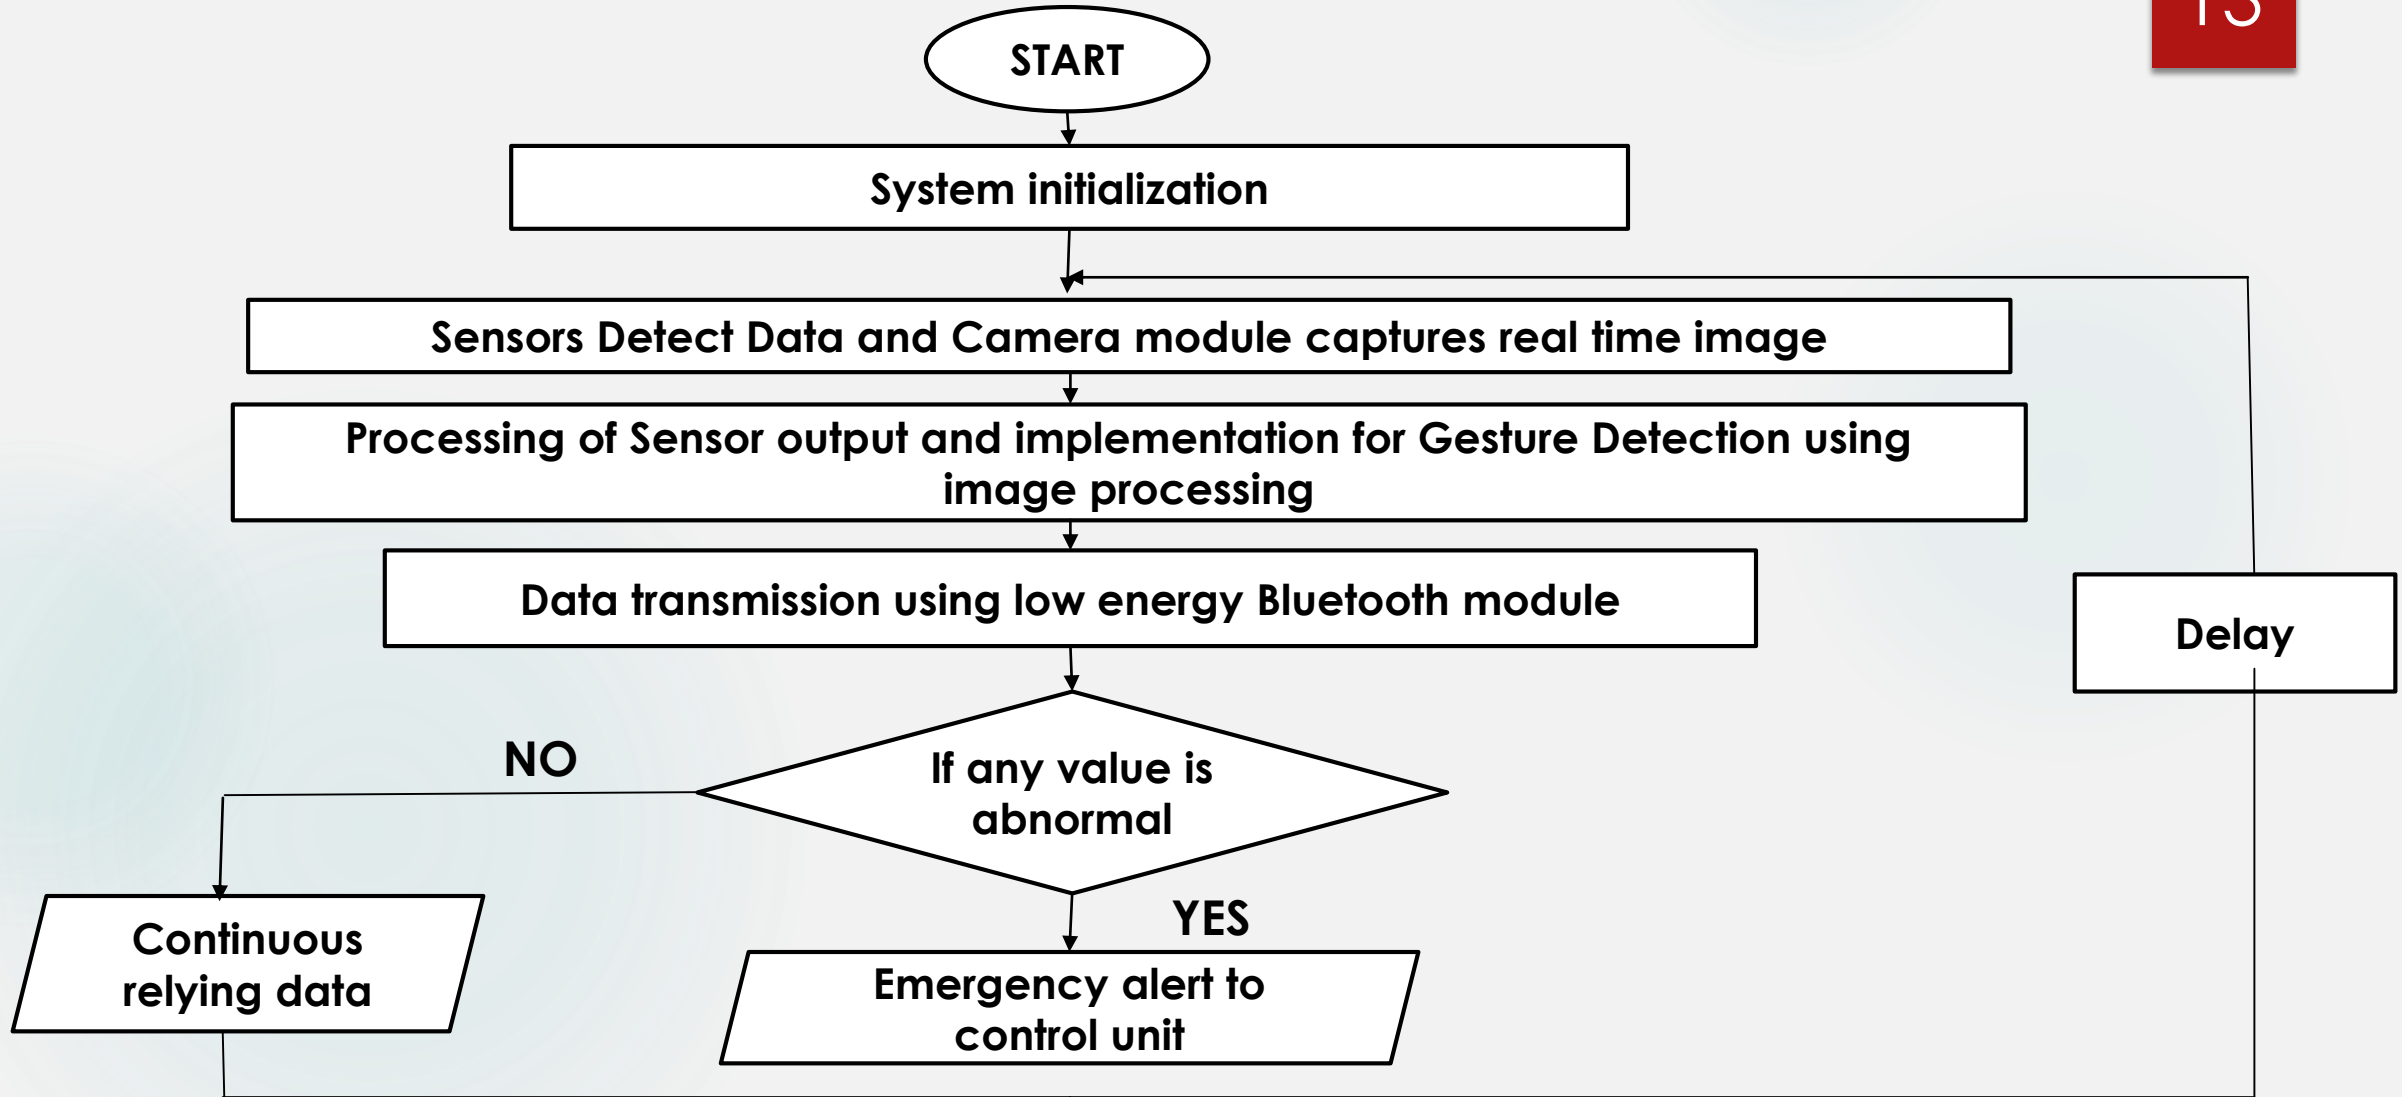 13
START
System initialization
Sensors Detect Data and Camera module captures real time image
Processing of Sensor output and implementation for Gesture Detection using
image processing
Data transmission using low energy Bluetooth module
Delay
NO
If any value is
abnormal
YES
Continuous
relying data
Emergency alert to
control unit